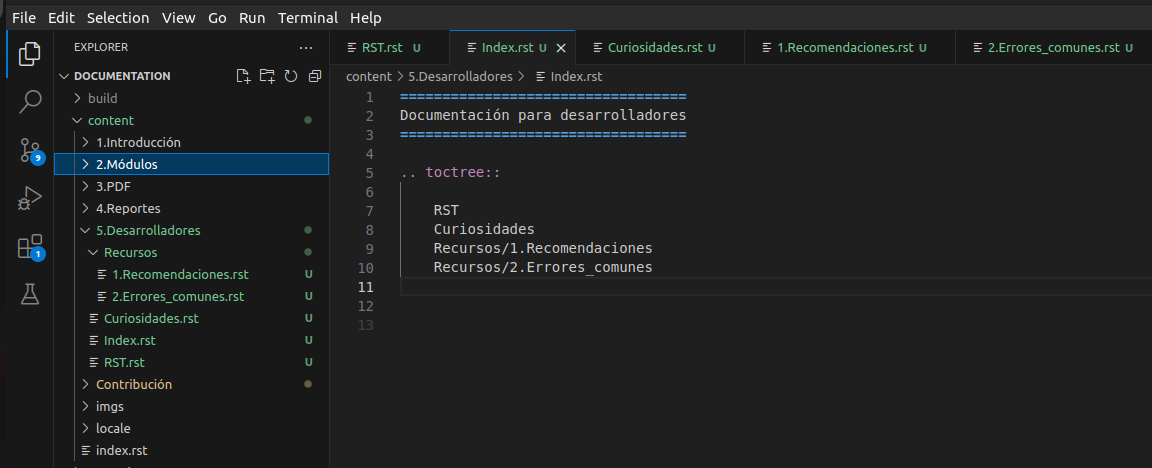 File Edit Selection View Go Run Terminal Help
EXPLORER ...
RST.rst U Index.rst U Curiosidades.rst U 1.Recomendaciones.rst U 2.Errores_comunes.rst U
DOCUMENTATION
content > 5.Desarrolladores > Index.rst
build
content
1.Introducción
2.Módulos
3.PDF
4.Reportes
5.Desarrolladores
Recursos
1.Recomendaciones.rst U
2.Errores_comunes.rst U
Curiosidades.rst U
Index.rst U
RST.rst U
Contribución
imgs
locale
index.rst
9
1
1 ==================================
2 Documentación para desarrolladores
3 ==================================
4
5 .. toctree::
6
7 RST
8 Curiosidades
9 Recursos/1.Recomendaciones
10 Recursos/2.Errores_comunes
11
12
13